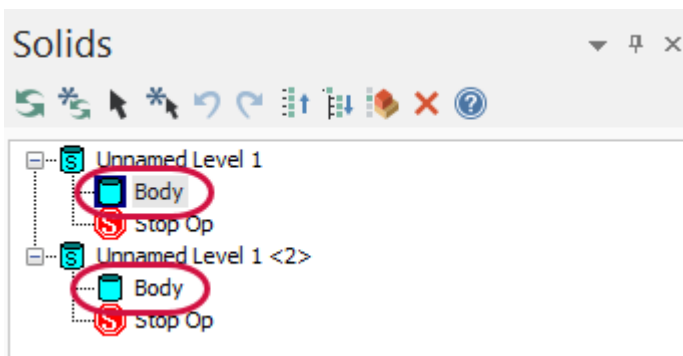 Solids
Unnamed Level 1
Body
Stop Op
Unnamed Level 1 <2>
Body
Stop Op